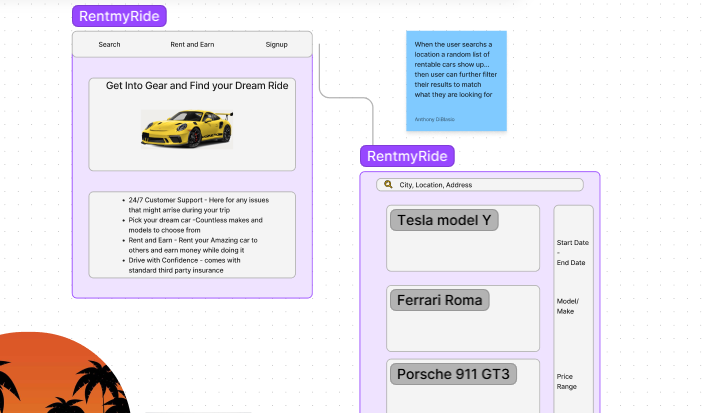 RentmyRide
Search Rent and Earn Signup
Get Into Gear and Find your Dream Ride
• 24/7 Customer Support - Here for any issues
that might arrise during your trip
• Pick your dream car -Countless makes and
models to choose from
• Rent and Earn - Rent your Amazing car to
others and earn money while doing it
• Drive with Confidence - comes with
standard third party insurance
When the user searchs a
location a random list of
rentable cars show up...
then user can further filter
their results to match
what they are looking for
Anthony DiBlasio
RentmyRide
City, Location, Address
Tesla model Y
Ferrari Roma
Porsche 911 GT3
Start Date
-
End Date
Model/
Make
Price
Range